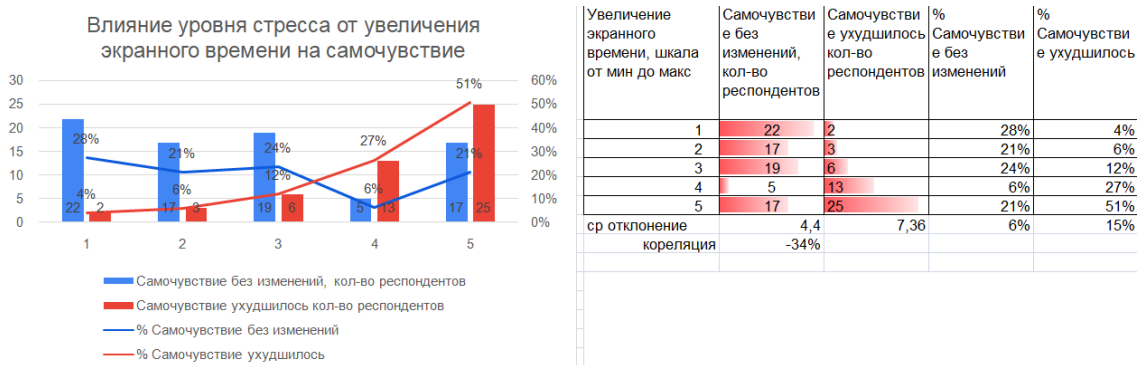 Влияние уровня стресса от увеличения
экранного времени на самочувствие
30
25
20
15
10
5
0
60%
50%
40%
30%
20%
10%
0%
28%
21%
24%
6%
21%
4%
6%
12%
27%
51%
22
2
17
3
19
6
5
13
17
25
1
2
3
4
5
Самочувствие без изменений, кол-во респондентов
Самочувствие ухудшилось кол-во респондентов
% Самочувствие без изменений
% Самочувствие ухудшилось
Увеличение
экранного
времени, шкала
от мин до макс
Самочувстви
е без
изменений,
кол-во
респондентов
Самочувстви
е ухудшилось
кол-во
респондентов
%
Самочувстви
е без
изменений
%
Самочувстви
е ухудшилось
1 22 2 28% 4%
2 17 3 21% 6%
3 19 6 24% 12%
4 5 13 6% 27%
5 17 25 21% 51%
ср отклонение 4,4 7,36 6% 15%
кореляция -34%